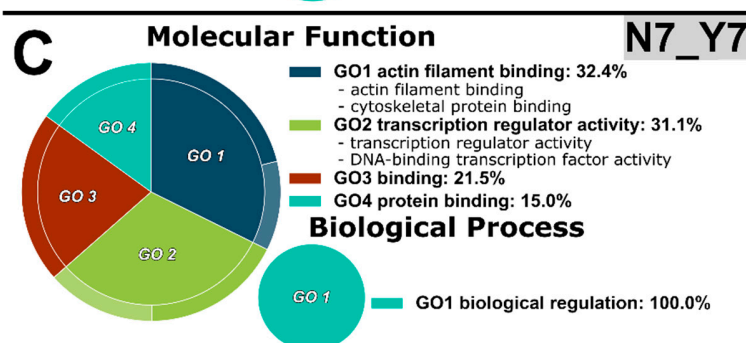 C
Molecular Function
N7_Y7
GO 4
GO 1
GO 3
GO 2
GO1 actin filament binding: 32.4%
- actin filament binding
- cytoskeletal protein binding
GO2 transcription regulator activity: 31.1%
- transcription regulator activity
- DNA-binding transcription factor activity
GO3 binding: 21.5%
GO4 protein binding: 15.0%
Biological Process
GO 1
GO1 biological regulation: 100.0%